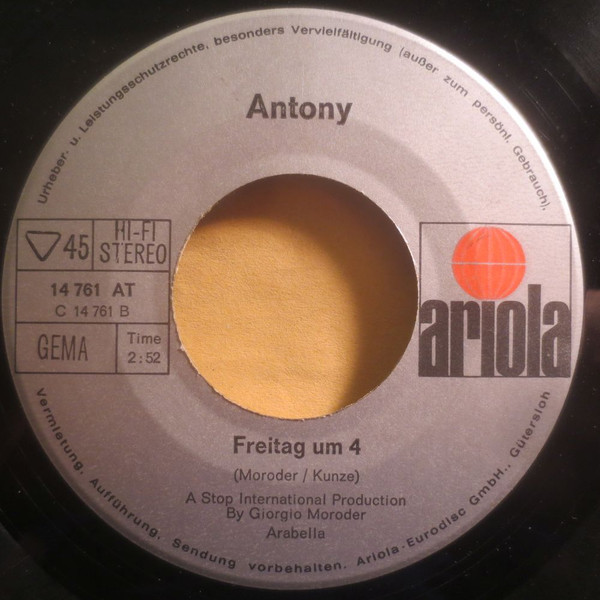 Urheber- u. Leistungsschutzrechte, besonders Vervielfältigung (außer zum persönl. Gebrauch),
Antony
45
HI-FI
STEREO
14 761 AT
C 14 761 B
GEMA
Time
2:52
ariola
Freitag um 4
(Moroder / Kunze)
A Stop International Production
By Giorgio Moroder
Arabella
Vermietung, Aufführung, Sendung vorbehalten. Ariola-Eurodisc GmbH., Gütersloh